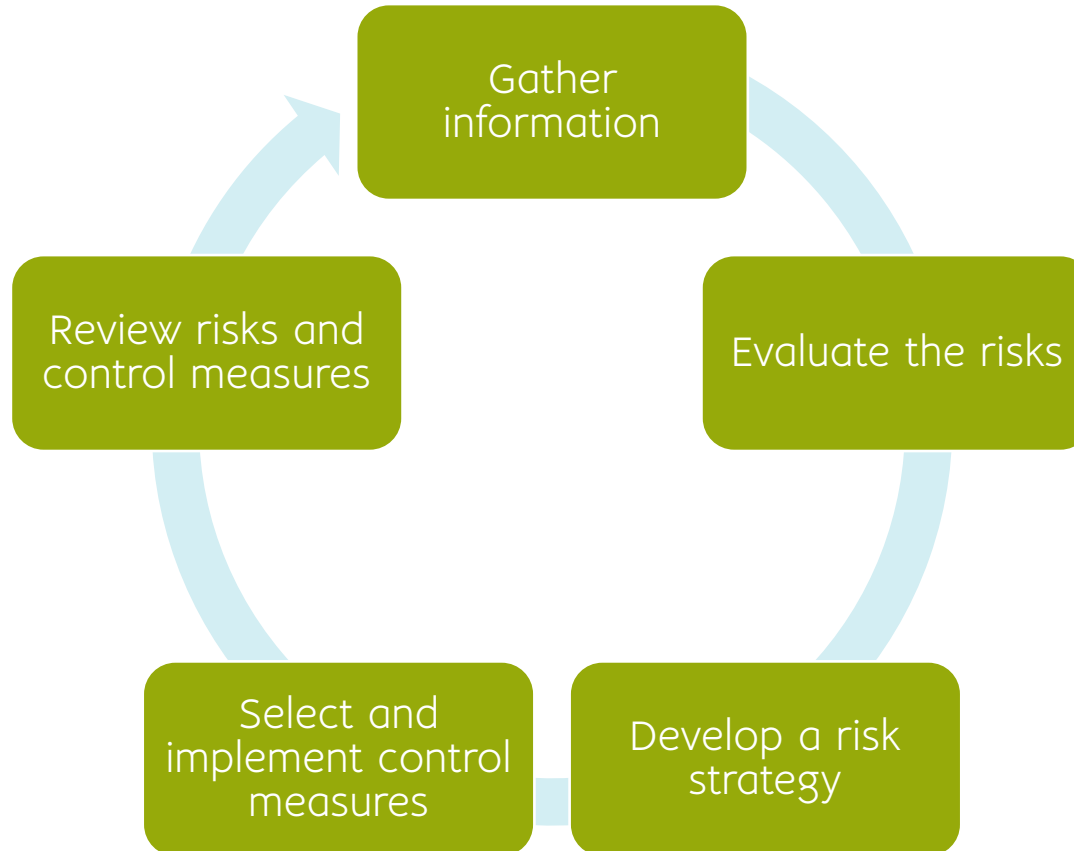 Gather
information
Evaluate the risks
Develop a risk
strategy
Select and
implement control
measures
Review risks and
control measures